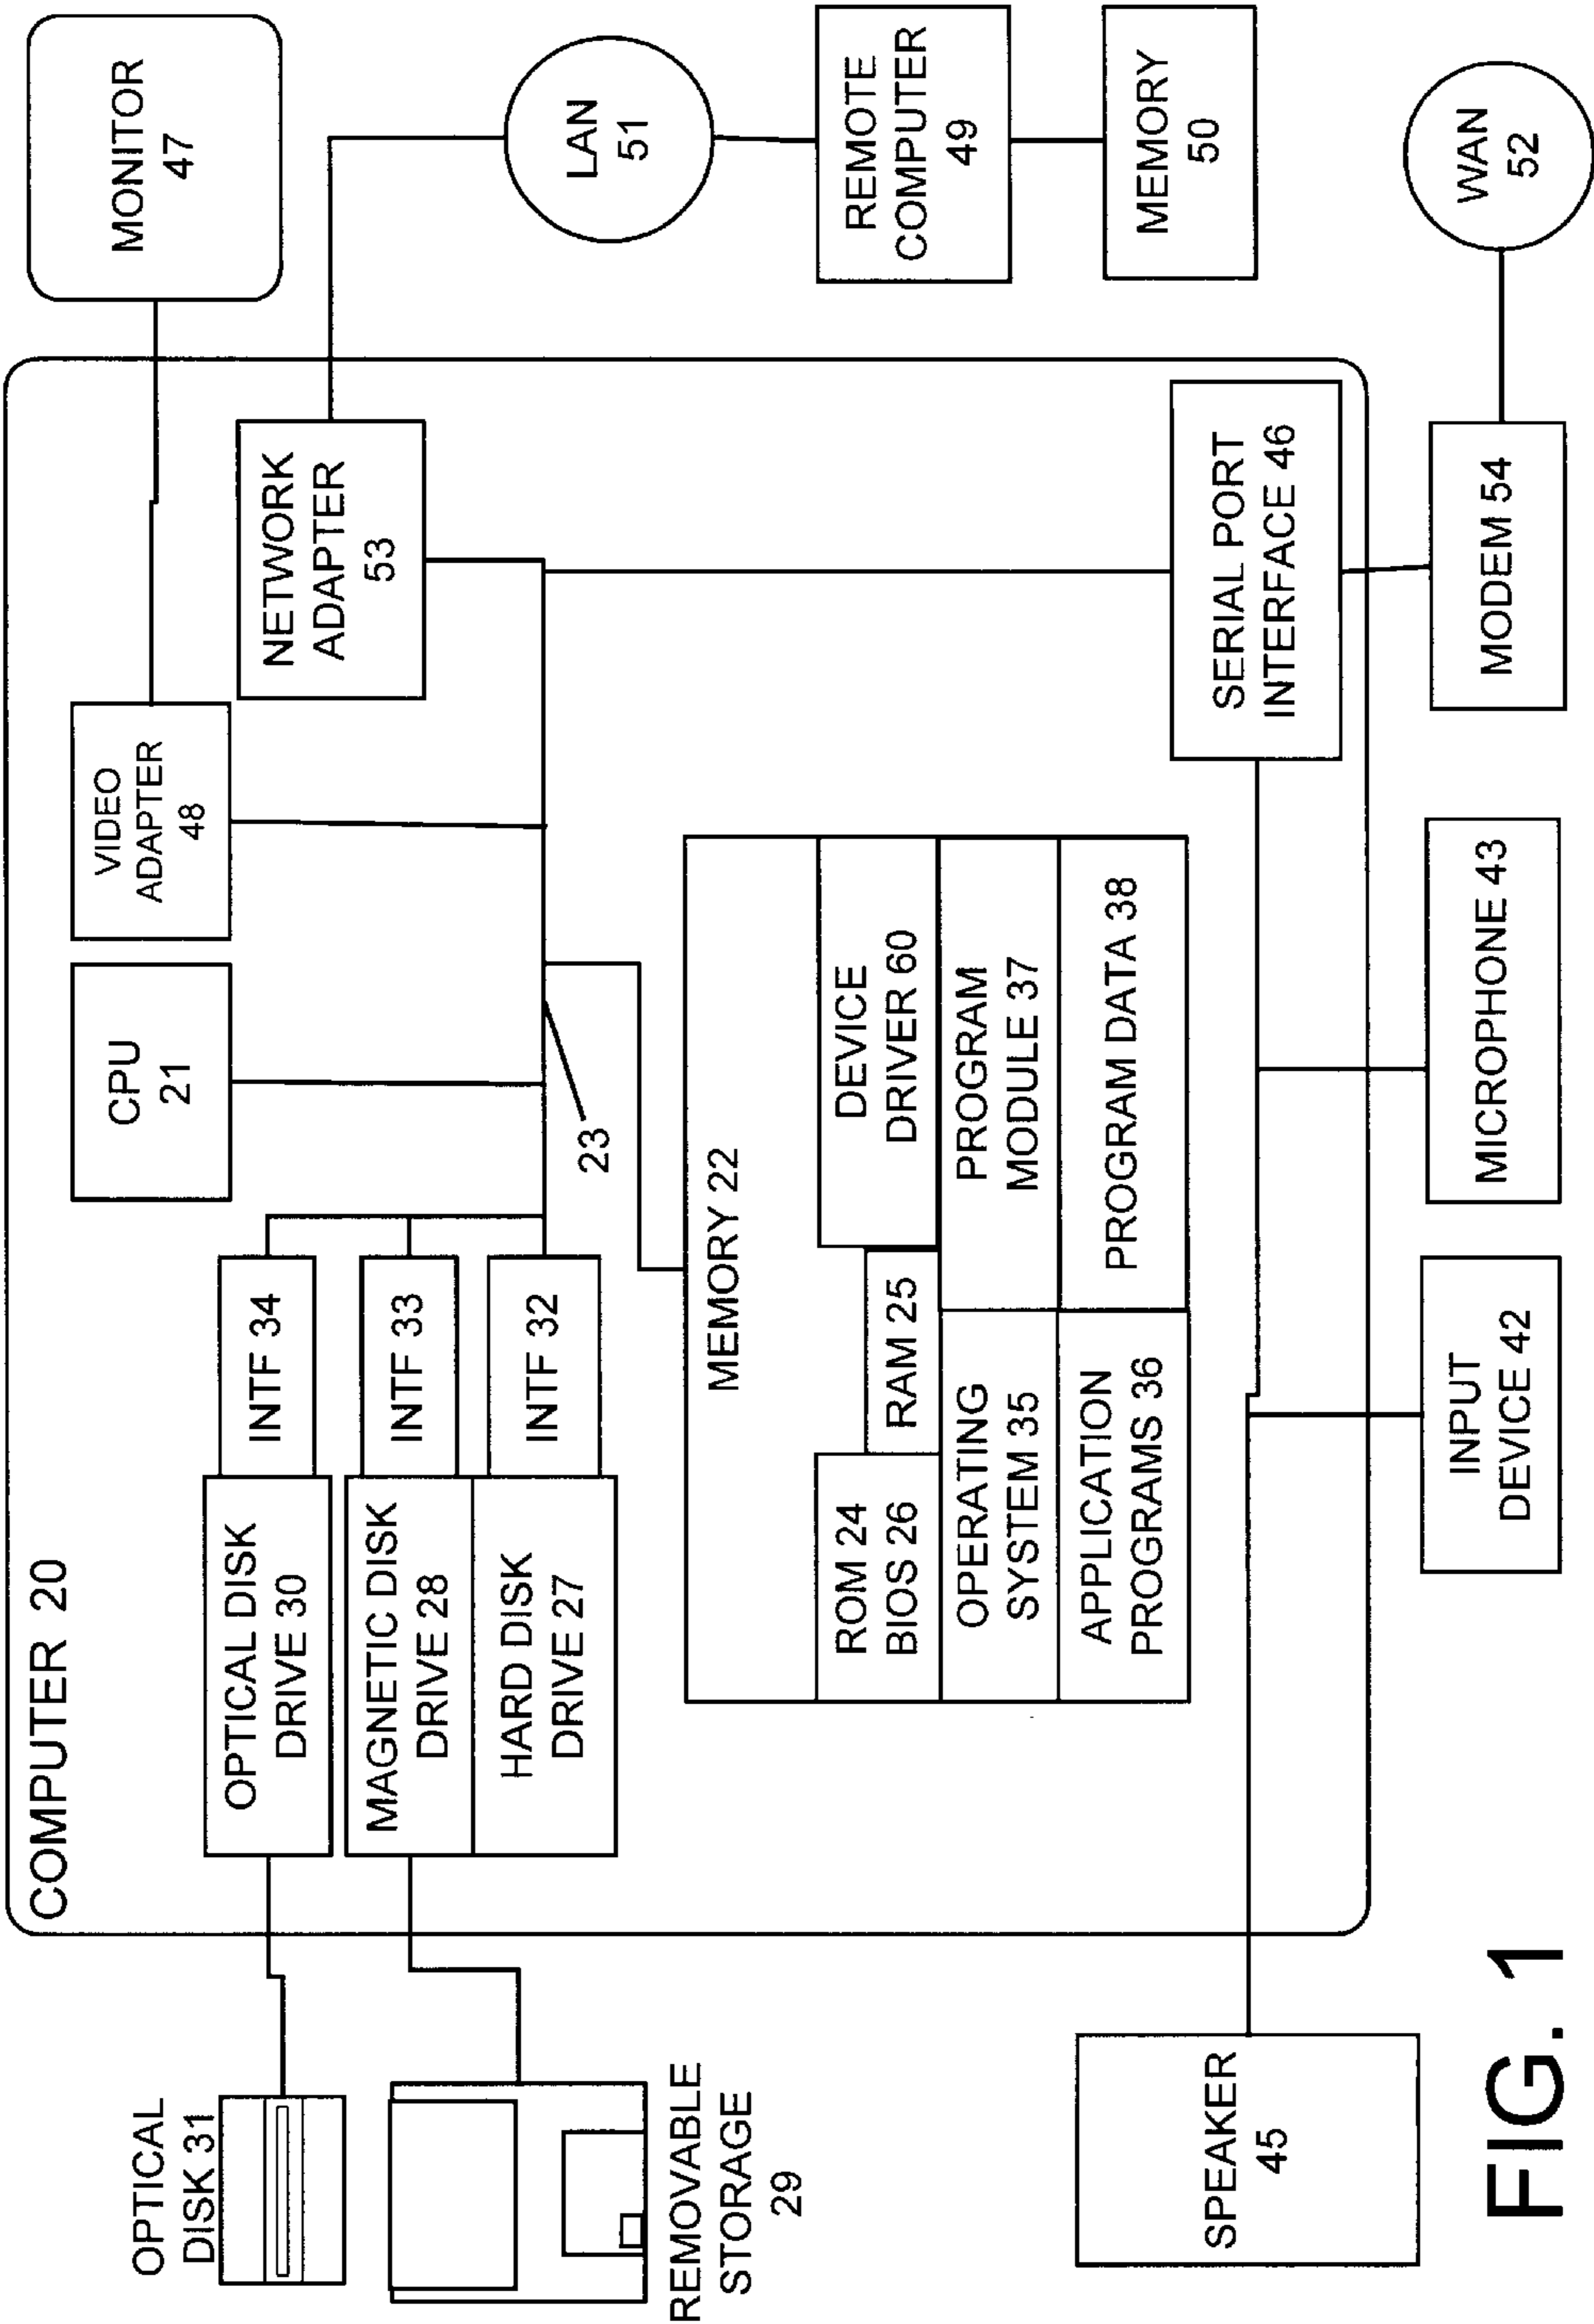 COMPUTER 20
MONITOR
47
VIDEO
ADAPTER
48
CPU
21
NETWORK
ADAPTER
53
OPTICAL
DISK 31
OPTICAL DISK
DRIVE 30
INTF 34
MAGNETIC DISK
DRIVE 28
INTF 33
HARD DISK
DRIVE 27
INTF 32
23
REMOVABLE
STORAGE
29
LAN
51
REMOTE
COMPUTER
49
MEMORY
50
MEMORY 22
ROM 24
BIOS 26
RAM 25
DEVICE
DRIVER 60
OPERATING
SYSTEM 35
PROGRAM
MODULE 37
APPLICATION
PROGRAMS 36
PROGRAM DATA 38
SERIAL PORT
INTERFACE 46
SPEAKER
45
INPUT
DEVICE 42
MICROPHONE 43
MODEM 54
WAN
52
FIG. 1